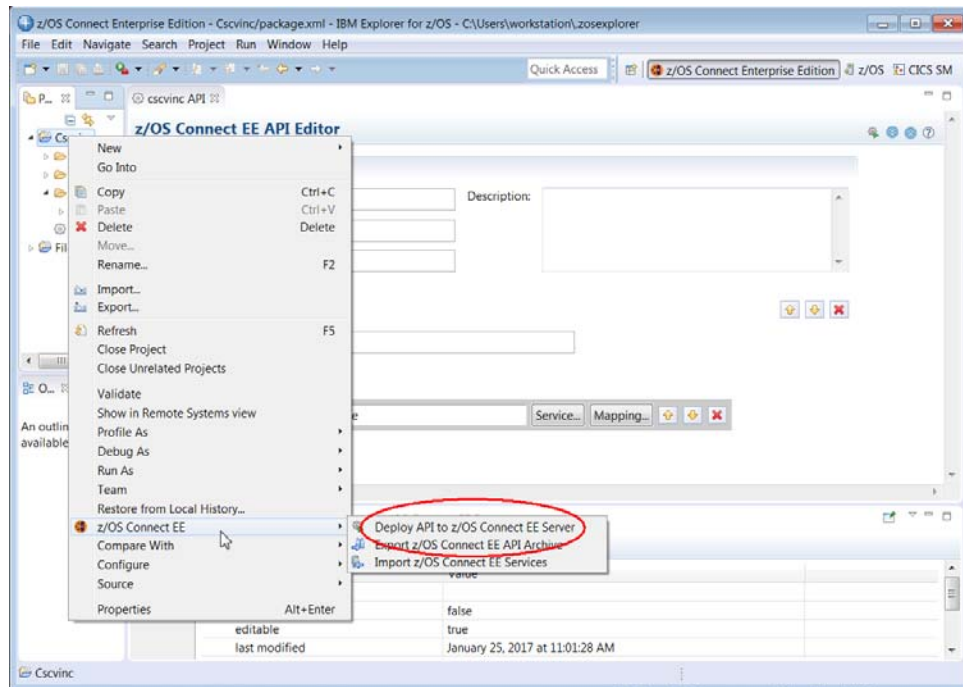 z/OS Connect Enterprise Edition - Cscvinc/package.xml - IBM Explorer for z/OS - C:\Users\workstation\.zosexplorer
File Edit Navigate Search Project Run Window Help
Quick Access z/OS Connect Enterprise Edition z/OS CICS SM
P... cscvinc API
z/OS Connect EE API Editor
New
Go Into
Description:
Copy Ctrl+C
Paste Ctrl+V
Delete Delete
Fil
Move...
Rename... F2
Import...
Export...
Refresh F5
Close Project
Close Unrelated Projects
O...
Validate
Show in Remote Systems view
Service... Mapping...
An outlin
available
Profile As
Debug As
Run As
Team
Restore from Local History...
z/OS Connect EE
Deploy API to z/OS Connect EE Server
Compare With
Export z/OS Connect EE API Archive
Configure
Import z/OS Connect EE Services
Value
Source
Properties Alt+Enter
false
editable true
last modified January 25, 2017 at 11:01:28 AM
Cscvinc